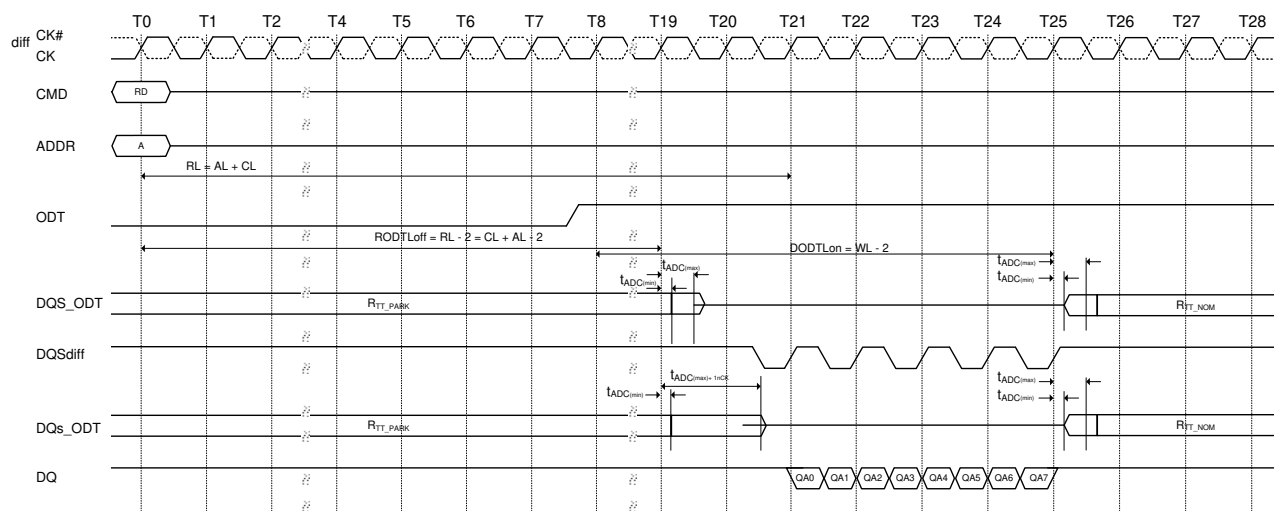 T0 T1 T2 T4 T5 T6 T7 T8 T19 T20 T21 T22 T23 T24 T25 T26 T27 T28
diff CK#
CK
CMD RD
ADDR A
RL = AL + CL
ODT
RODTLoff = RL - 2 = CL + AL - 2
DODTLon = WL - 2
tADC(max) tADC(max)
tADC(min) tADC(min)
DQS_ODT RTT_PARK RTT_NOM
DQSdiff
tADC(max)+ 1nCK tADC(max)
tADC(min) tADC(min)
DQs_ODT RTT_PARK RTT_NOM
DQ QA0 QA1 QA2 QA3 QA4 QA5 QA6 QA7